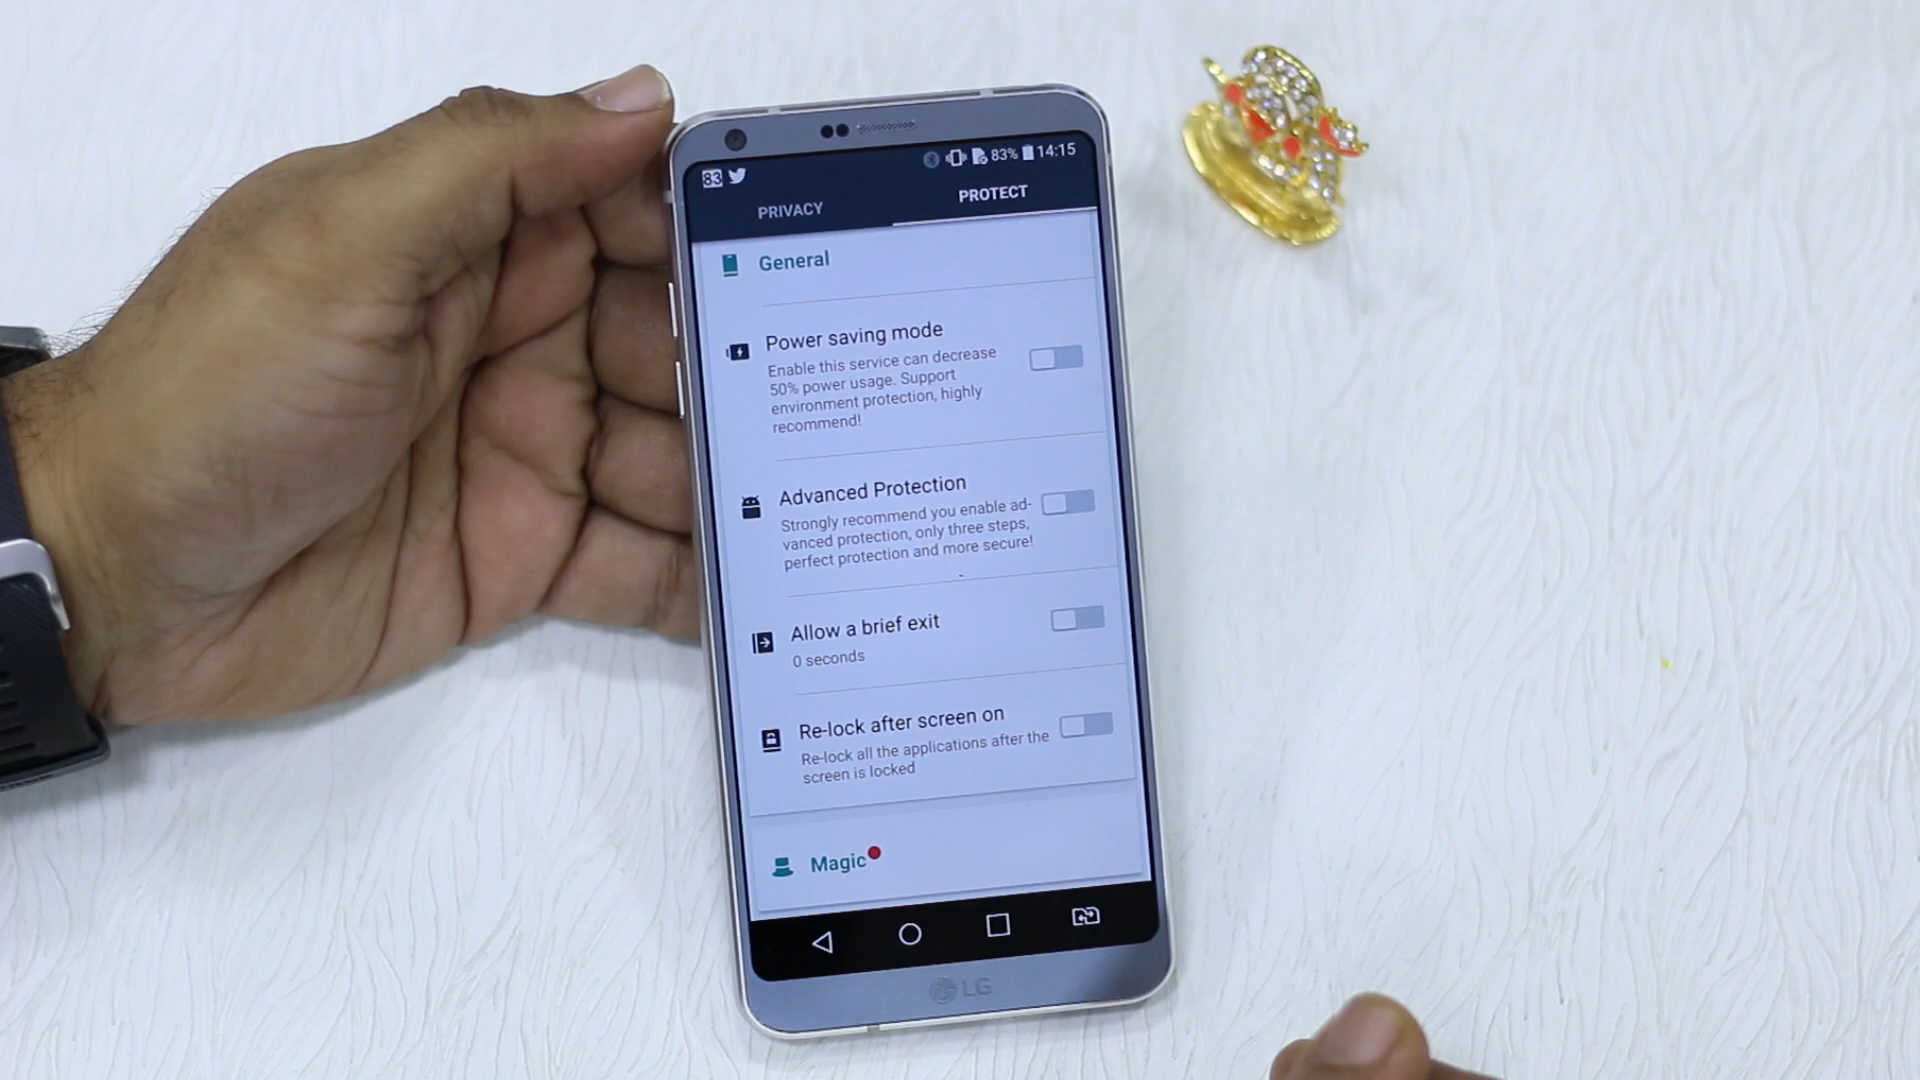 83
83% 14:15
PRIVACY
PROTECT
General
Power saving mode
Enable this service can decrease
50% power usage. Support
environment protection, highly
recommend!
Advanced Protection
Strongly recommend you enable ad-
vanced protection, only three steps,
perfect protection and more secure!
Allow a brief exit
0 seconds
Re-lock after screen on
Re-lock all the applications after the
screen is locked
Magic
LG